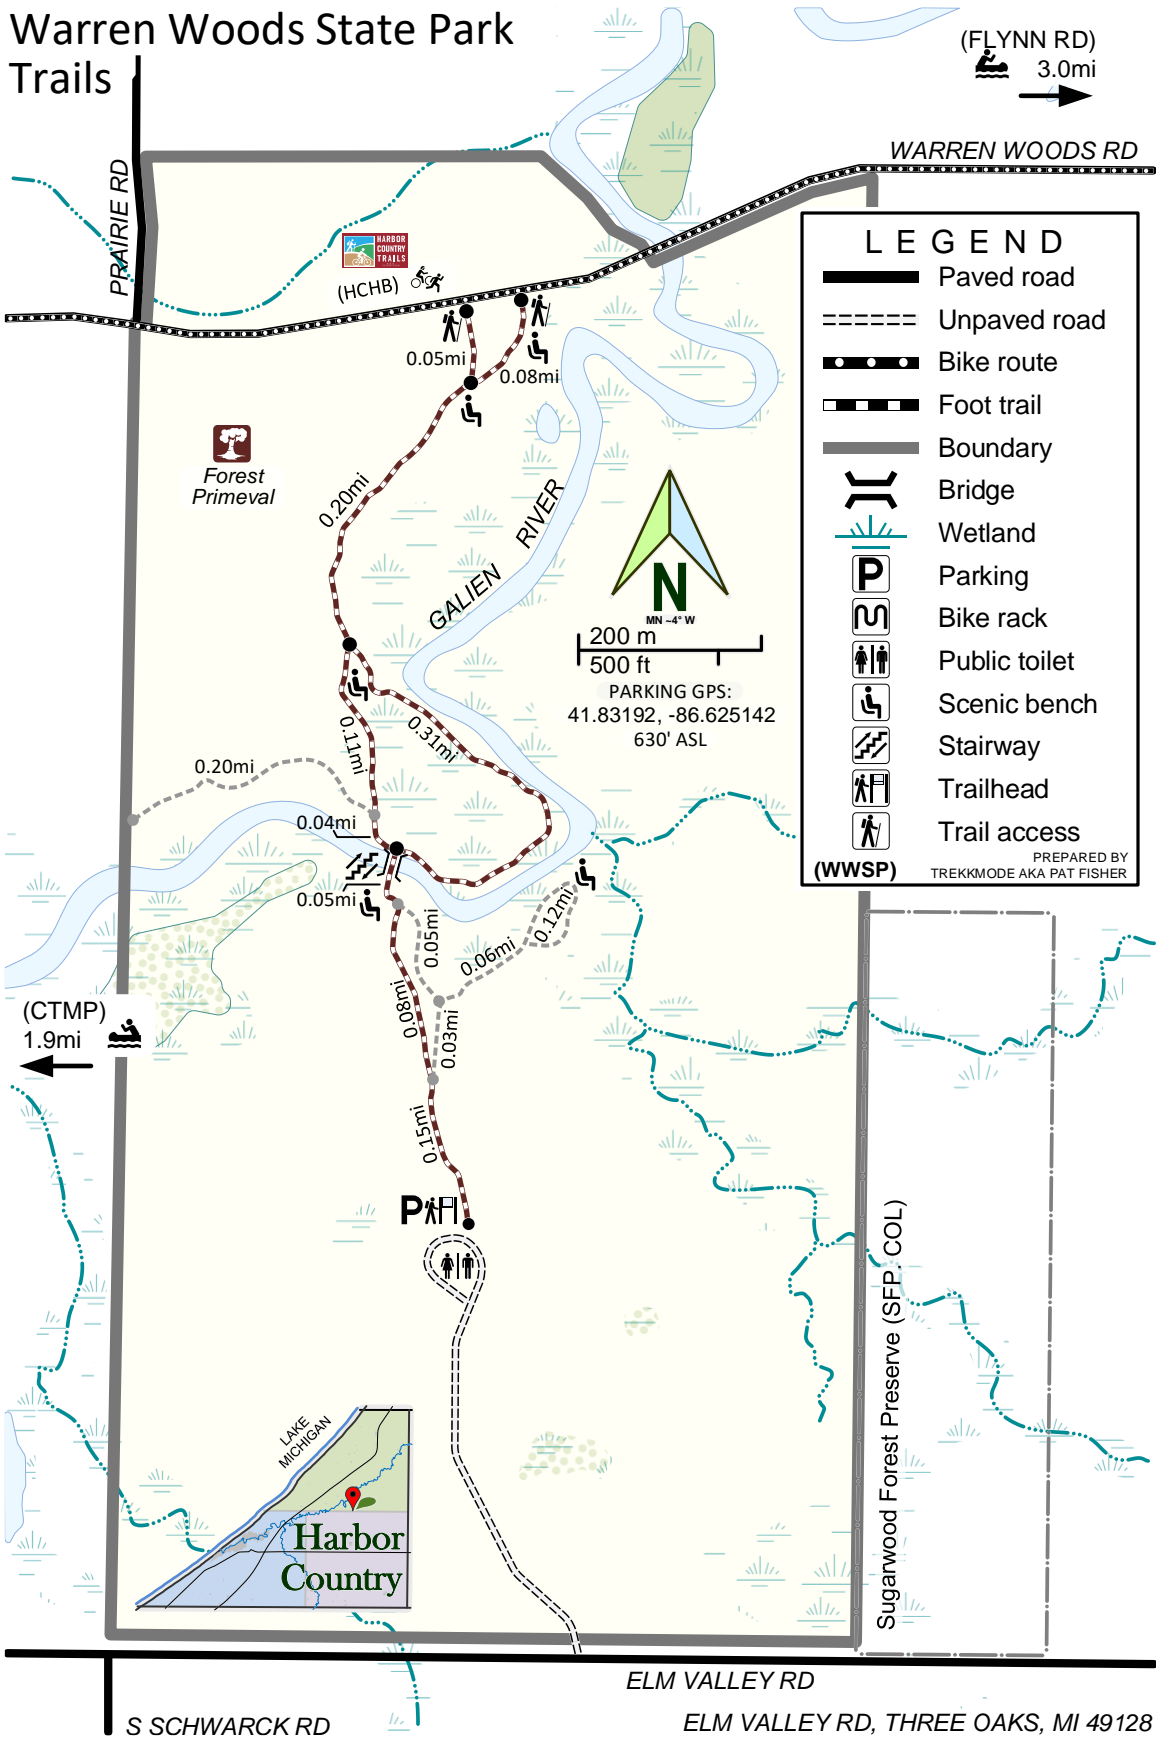 Warren Woods State Park
Trails
(FLYNN RD)
3.0mi
WARREN WOODS RD
PRAIRIE RD
HARBOR
COUNTRY
TRAILS
(HCHB)
0.05mi
0.08mi
LEGEND
Paved road
Unpaved road
Bike route
Foot trail
Boundary
Bridge
Wetland
P Parking
Bike rack
Public toilet
Scenic bench
Stairway
Trailhead
Trail access
(WWSP)
PREPARED BY
TREKKMODE AKA PAT FISHER
Forest
Primeval
0.20mi
GALIEN RIVER
N
MN ~4° W
200 m
500 ft
PARKING GPS:
41.83192, -86.625142
630' ASL
0.11mi
0.31mi
0.20mi
0.04mi
0.05mi
0.05mi
0.06mi
0.12mi
0.08mi
0.03mi
(CTMP)
1.9mi
0.15mi
P
Sugarwood Forest Preserve (SFP. COL)
LAKE
MICHIGAN
Harbor
Country
ELM VALLEY RD
S SCHWARCK RD
ELM VALLEY RD, THREE OAKS, MI 49128